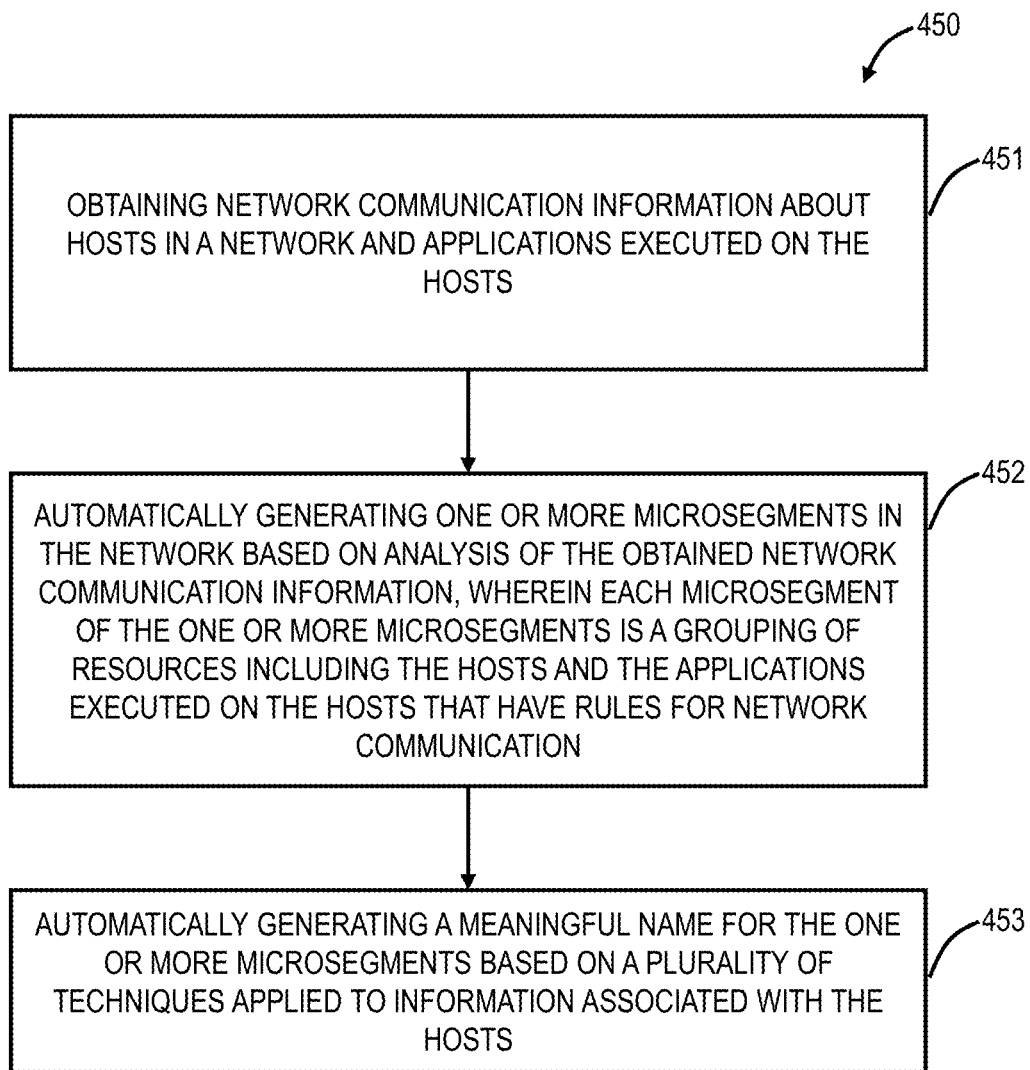 450
451
OBTAINING NETWORK COMMUNICATION INFORMATION ABOUT
HOSTS IN A NETWORK AND APPLICATIONS EXECUTED ON THE
HOSTS
452
AUTOMATICALLY GENERATING ONE OR MORE MICROSEGMENTS IN
THE NETWORK BASED ON ANALYSIS OF THE OBTAINED NETWORK
COMMUNICATION INFORMATION, WHEREIN EACH MICROSEGMENT
OF THE ONE OR MORE MICROSEGMENTS IS A GROUPING OF
RESOURCES INCLUDING THE HOSTS AND THE APPLICATIONS
EXECUTED ON THE HOSTS THAT HAVE RULES FOR NETWORK
COMMUNICATION
453
AUTOMATICALLY GENERATING A MEANINGFUL NAME FOR THE ONE
OR MORE MICROSEGMENTS BASED ON A PLURALITY OF
TECHNIQUES APPLIED TO INFORMATION ASSOCIATED WITH THE
HOSTS